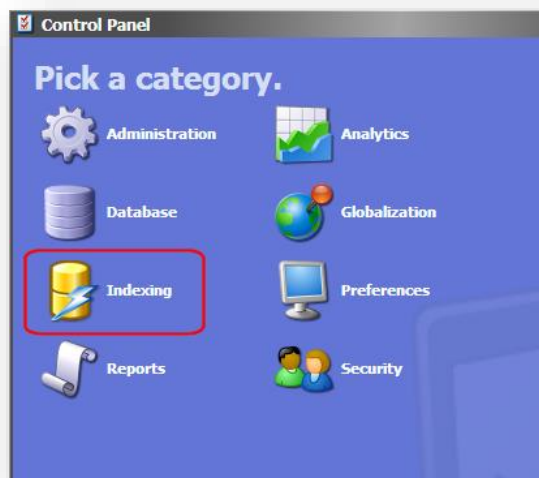 Control Panel
Pick a category.
Administration
Analytics
Database
Globalization
Indexing
Preferences
Reports
Security